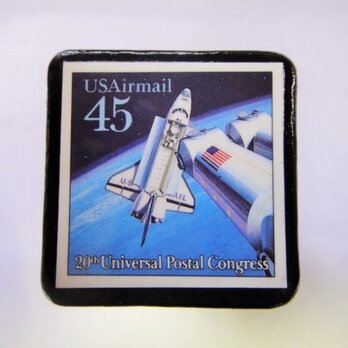 USAirmail
45
20th Universal Postal Congress